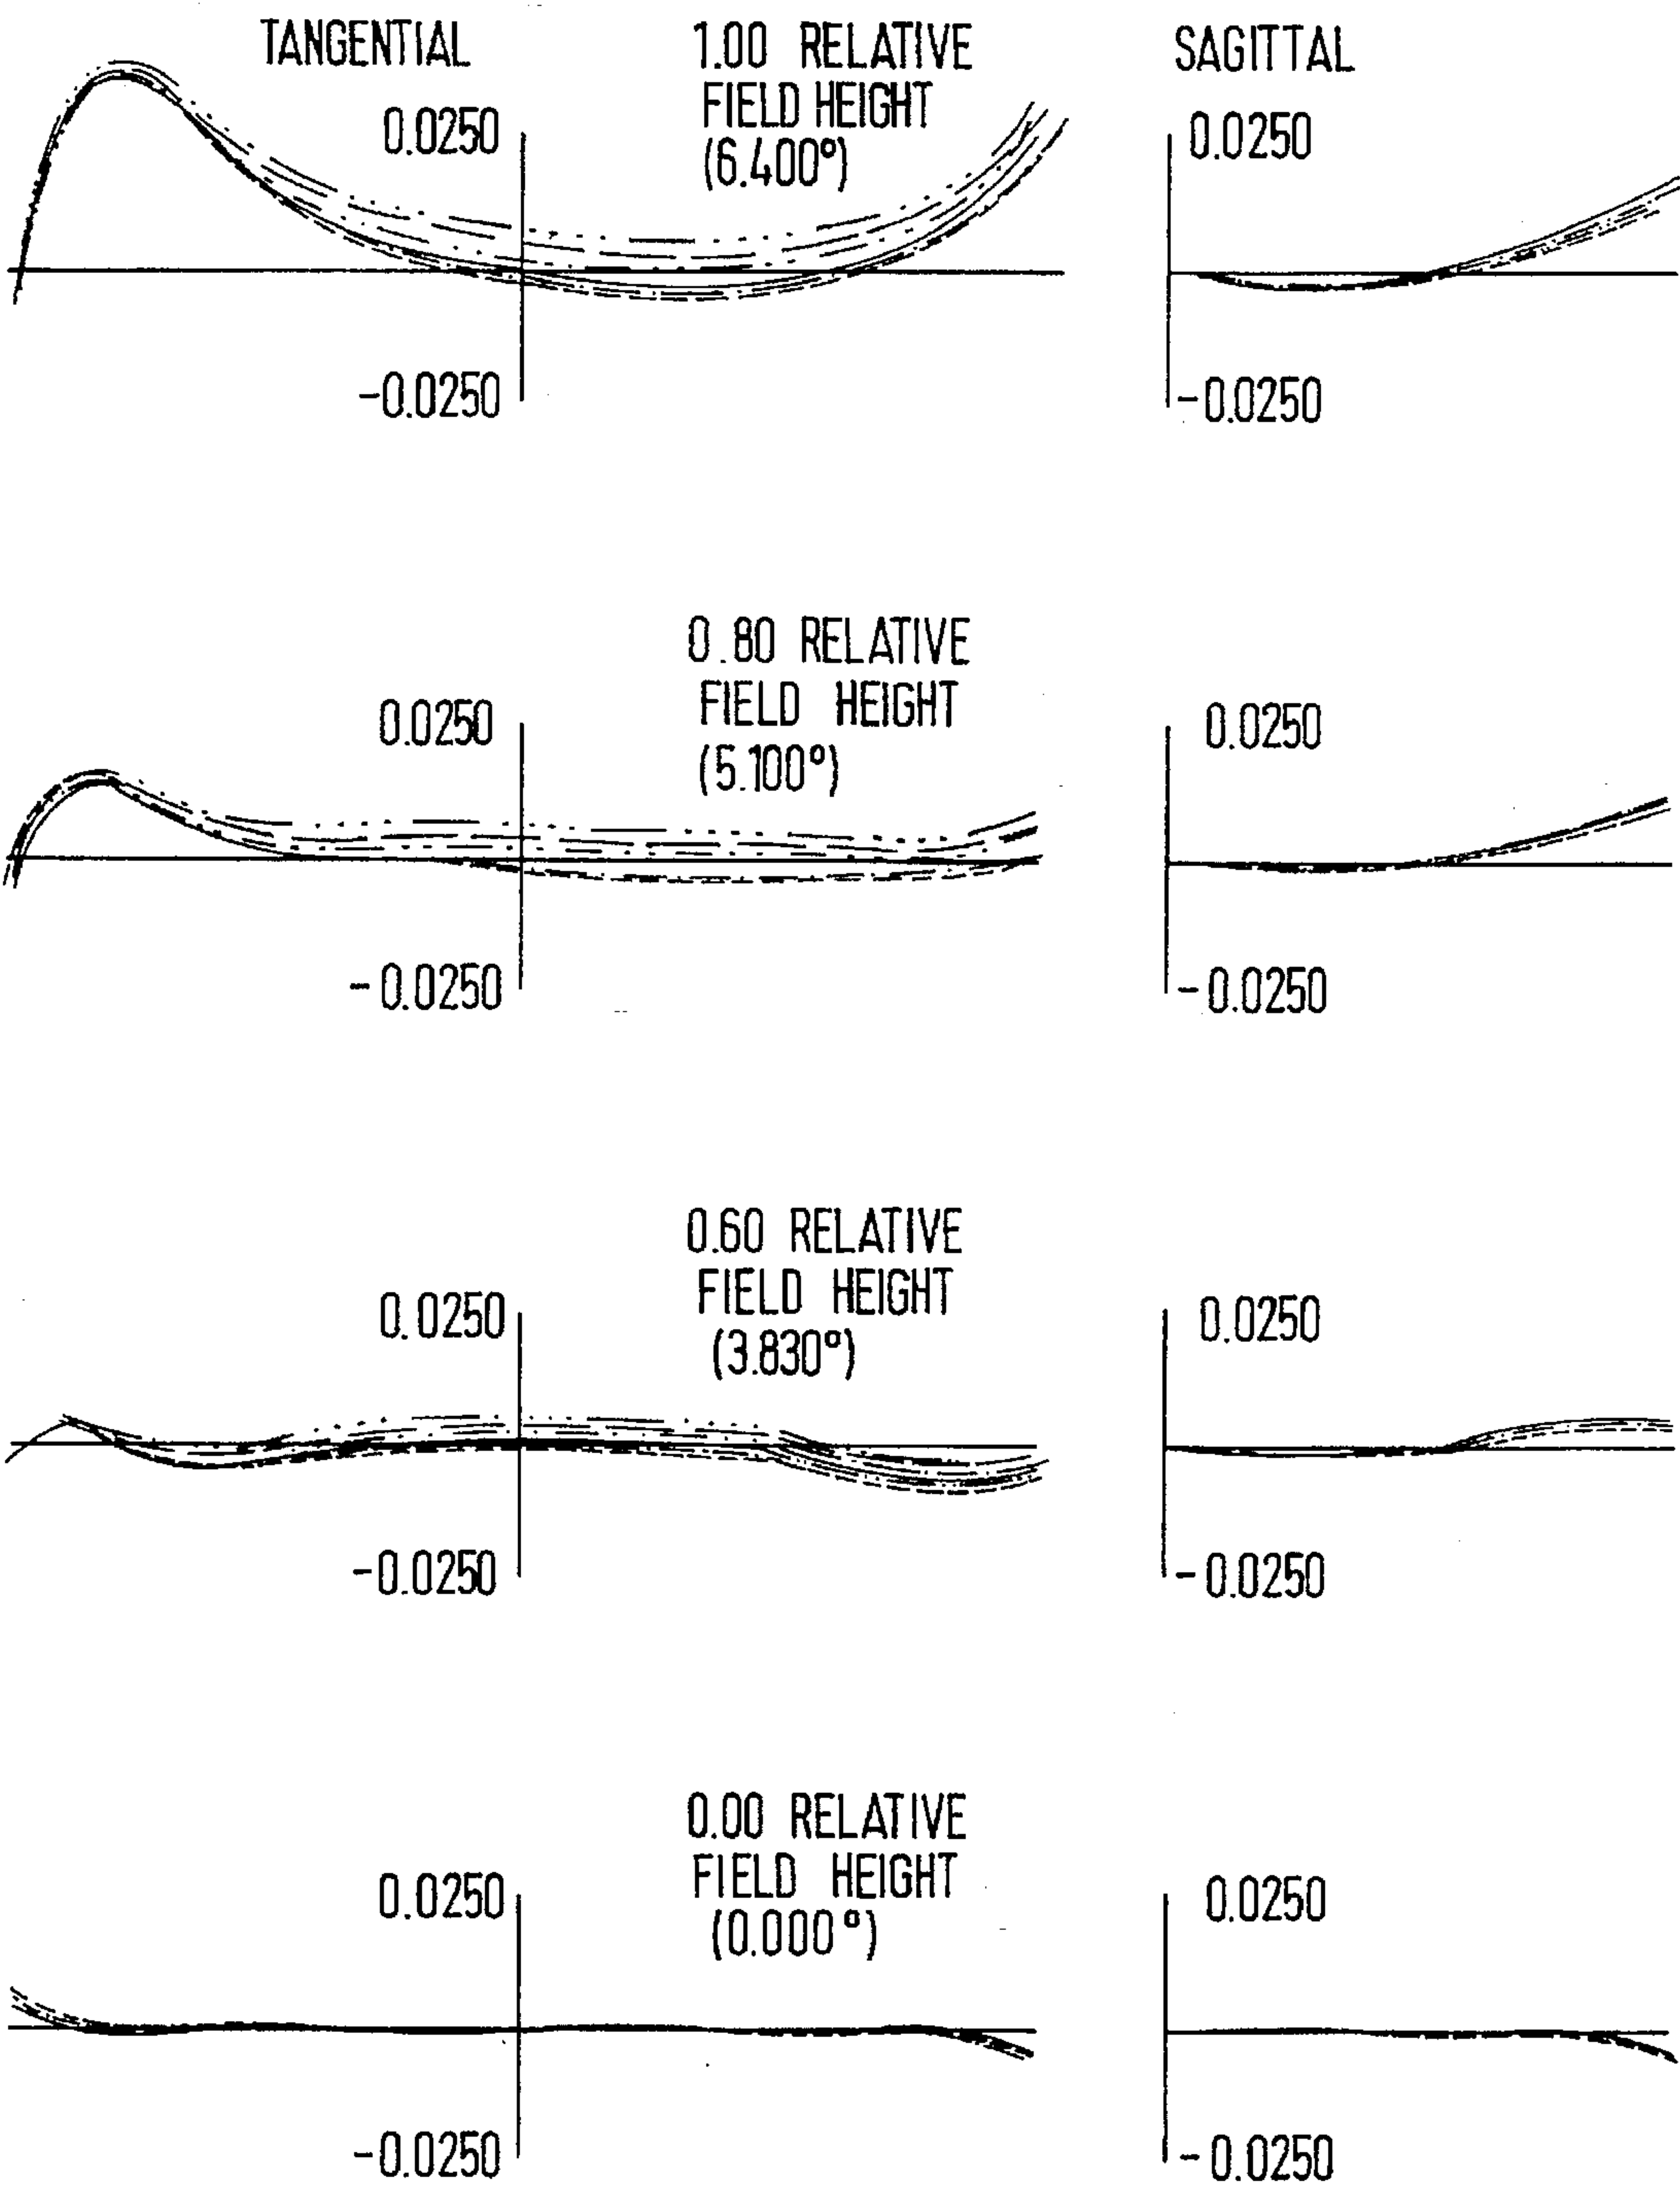 TANGENTIAL
1.00 RELATIVE
FIELD HEIGHT
(6.400°)
SAGITTAL
0.0250
0.0250
-0.0250
-0.0250
0.80 RELATIVE
FIELD HEIGHT
(5.100°)
0.0250
0.0250
-0.0250
-0.0250
0.60 RELATIVE
FIELD HEIGHT
(3.830°)
0.0250
0.0250
-0.0250
-0.0250
0.00 RELATIVE
FIELD HEIGHT
(0.000°)
0.0250
0.0250
-0.0250
-0.0250